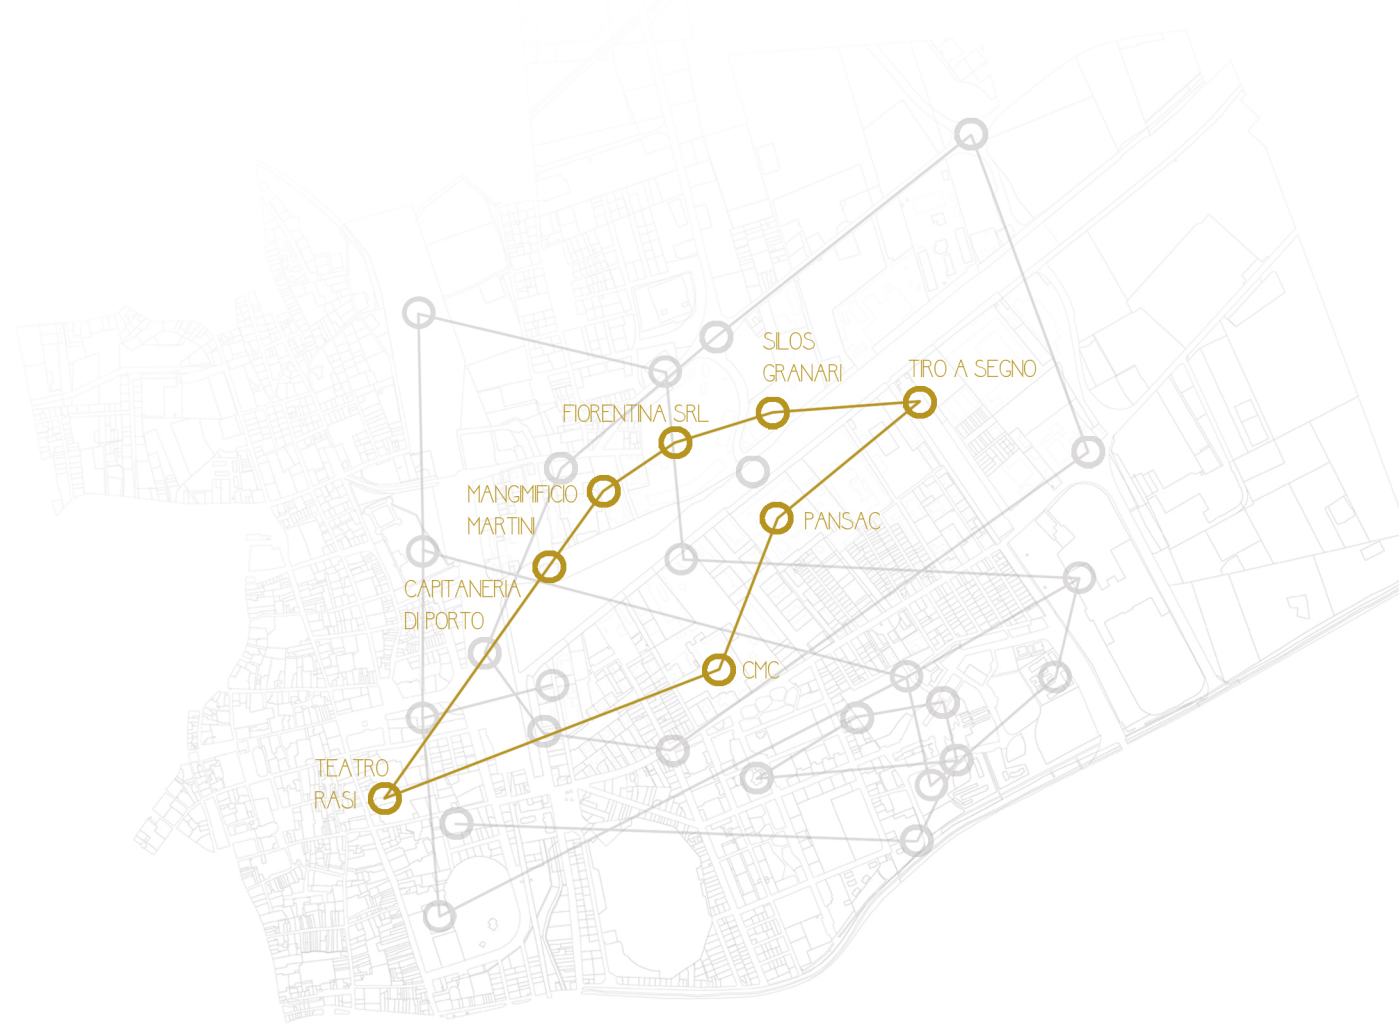 SILOS
GRANARI
TIRO A SEGNO
FIORENTINA SRL
MANGIMIFICIO
MARTINI
PANSAC
CAPITANERIA
DI PORTO
CMC
TEATRO
RASI